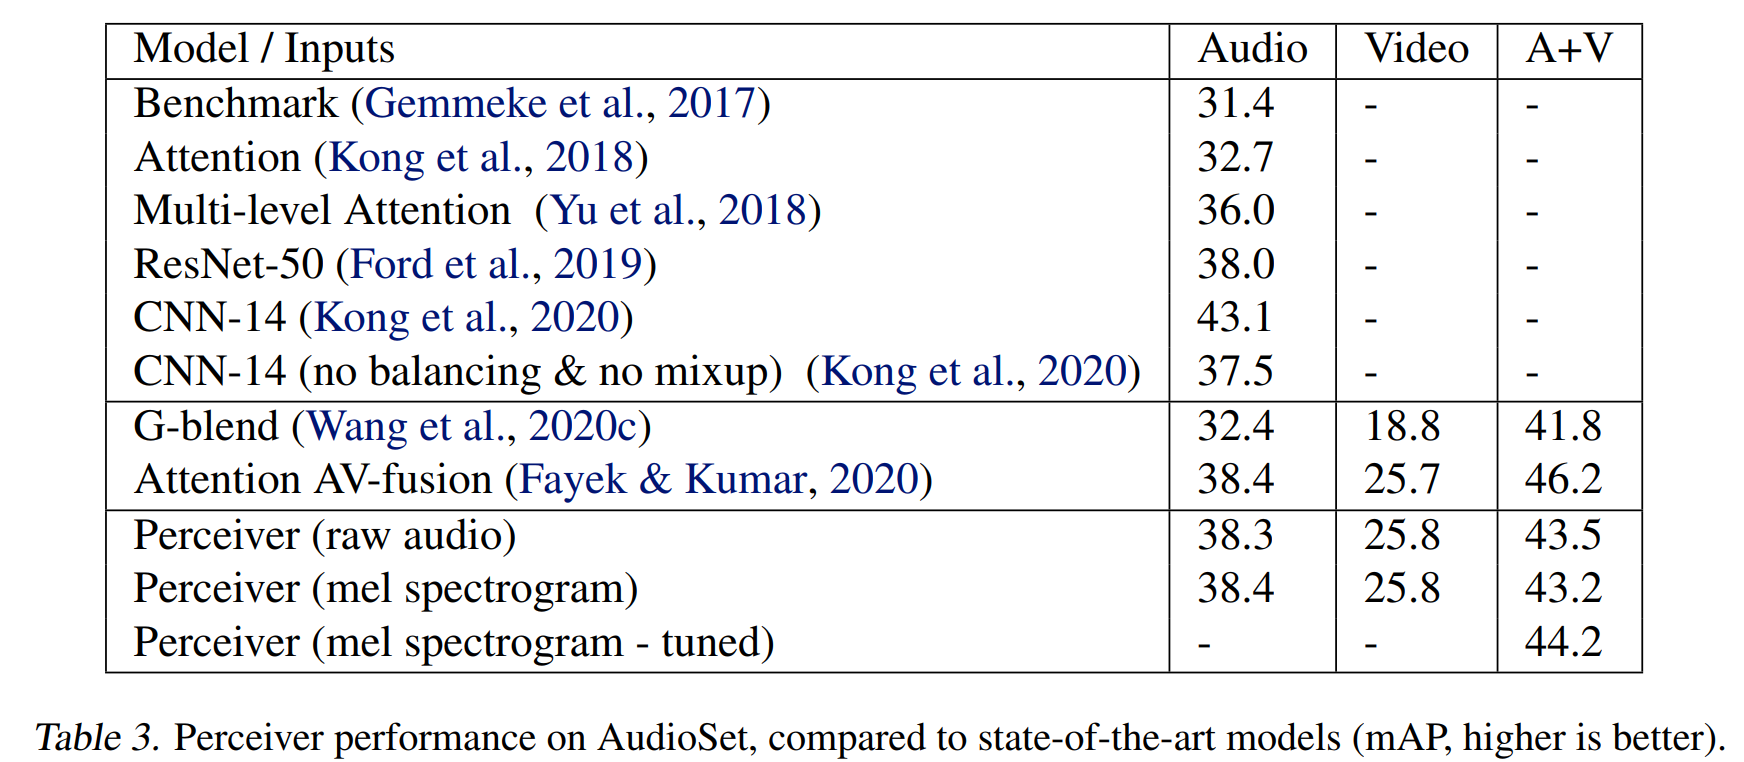 Model / Inputs Audio Video A+V
Benchmark (Gemmeke et al., 2017) 31.4 - -
Attention (Kong et al., 2018) 32.7 - -
Multi-level Attention (Yu et al., 2018) 36.0 - -
ResNet-50 (Ford et al., 2019) 38.0 - -
CNN-14 (Kong et al., 2020) 43.1 - -
CNN-14 (no balancing & no mixup) (Kong et al., 2020) 37.5 - -
G-blend (Wang et al., 2020c) 32.4 18.8 41.8
Attention AV-fusion (Fayek & Kumar, 2020) 38.4 25.7 46.2
Perceiver (raw audio) 38.3 25.8 43.5
Perceiver (mel spectrogram) 38.4 25.8 43.2
Perceiver (mel spectrogram - tuned) - - 44.2
Table 3. Perceiver performance on AudioSet, compared to state-of-the-art models (mAP, higher is better).